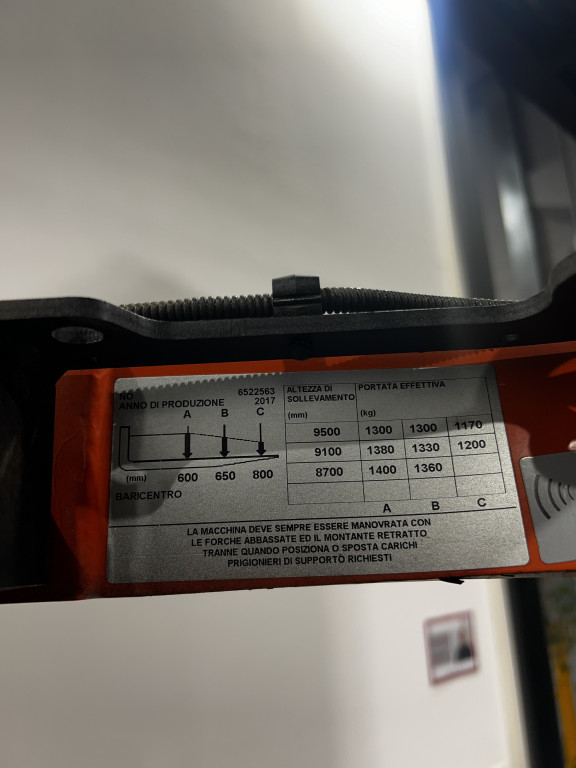 NO 6522563
ANNO DI PRODUZIONE 2017
A B C
(mm) 600 650 800
BARICENTRO
ALTEZZA DI SOLLEVAMENTO (mm) PORTATA EFFETTIVA (kg)
9500 1300 1300 1170
9100 1380 1330 1200
8700 1400 1360
A B C
LA MACCHINA DEVE SEMPRE ESSERE MANOVRATA CON
LE FORCHE ABBASSATE ED IL MONTANTE RETRATTO
TRANNE QUANDO POSIZIONA O SPOSTA CARICHI
PRIGIONIERI DI SUPPORTO RICHIESTI